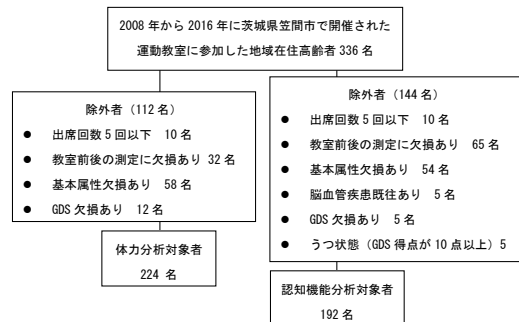 2008 年から 2016 年に茨城県笠間市で開催された
運動教室に参加した地域在住高齢者 336 名
除外者（112 名）
● 出席回数 5 回以下 10 名
● 教室前後の測定に欠損あり 32 名
● 基本属性欠損あり 58 名
● GDS 欠損あり 12 名
体力分析対象者
224 名
除外者（144 名）
● 出席回数 5 回以下 10 名
● 教室前後の測定に欠損あり 65 名
● 基本属性欠損あり 54 名
● 脳血管疾患既往あり 5 名
● GDS 欠損あり 5 名
● うつ状態（GDS 得点が 10 点以上）5
認知機能分析対象者
192 名